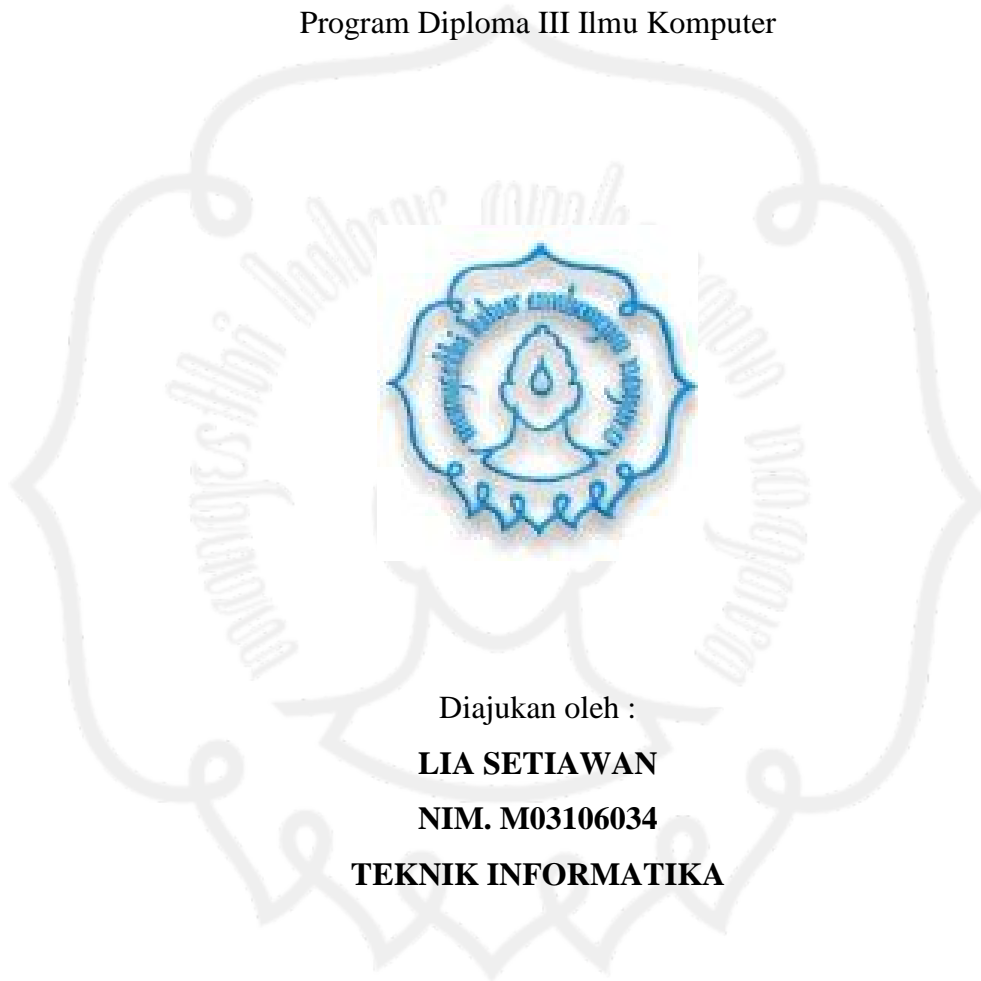 Program Diploma III Ilmu Komputer
Diajukan oleh :
LIA SETIAWAN
NIM. M03106034
TEKNIK INFORMATIKA